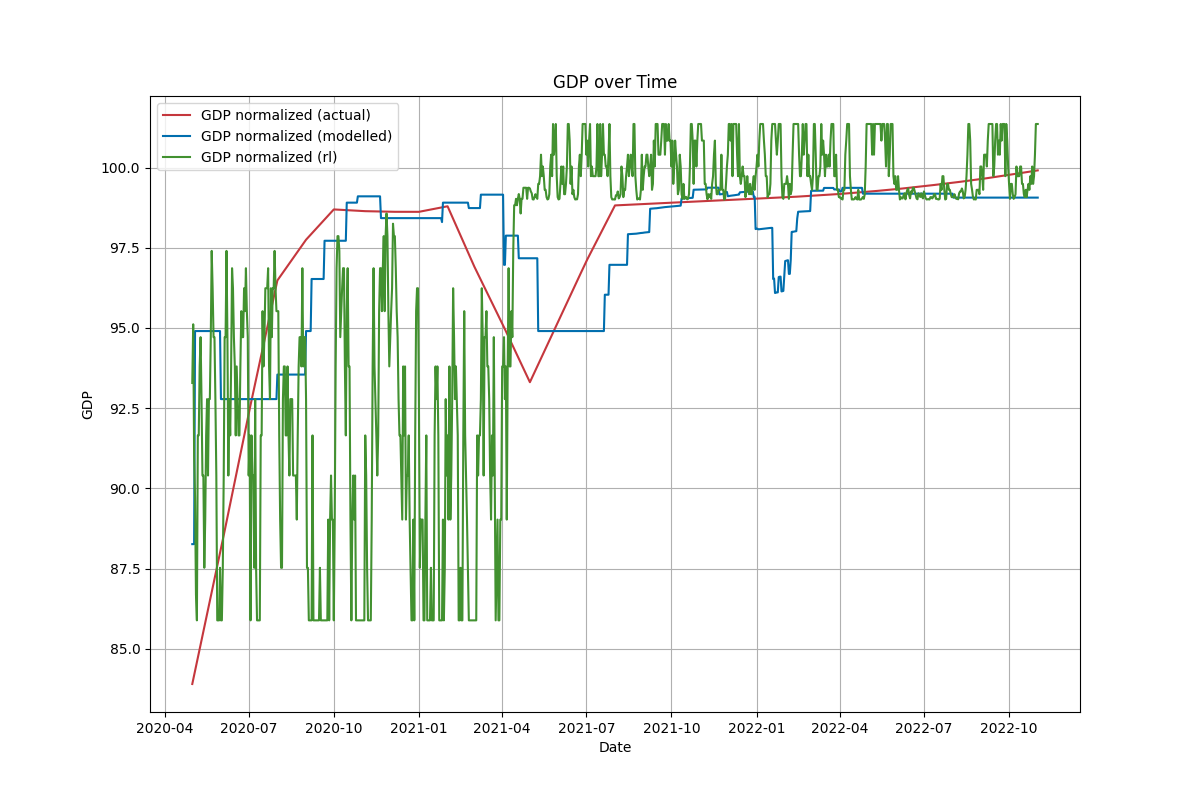 GDP over Time
GDP normalized (actual)
GDP normalized (modelled)
GDP normalized (rl)
100.0
97.5
95.0
92.5
90.0
87.5
85.0
GDP
2020-04 2020-07 2020-10 2021-01 2021-04 2021-07 2021-10 2022-01 2022-04 2022-07 2022-10
Date